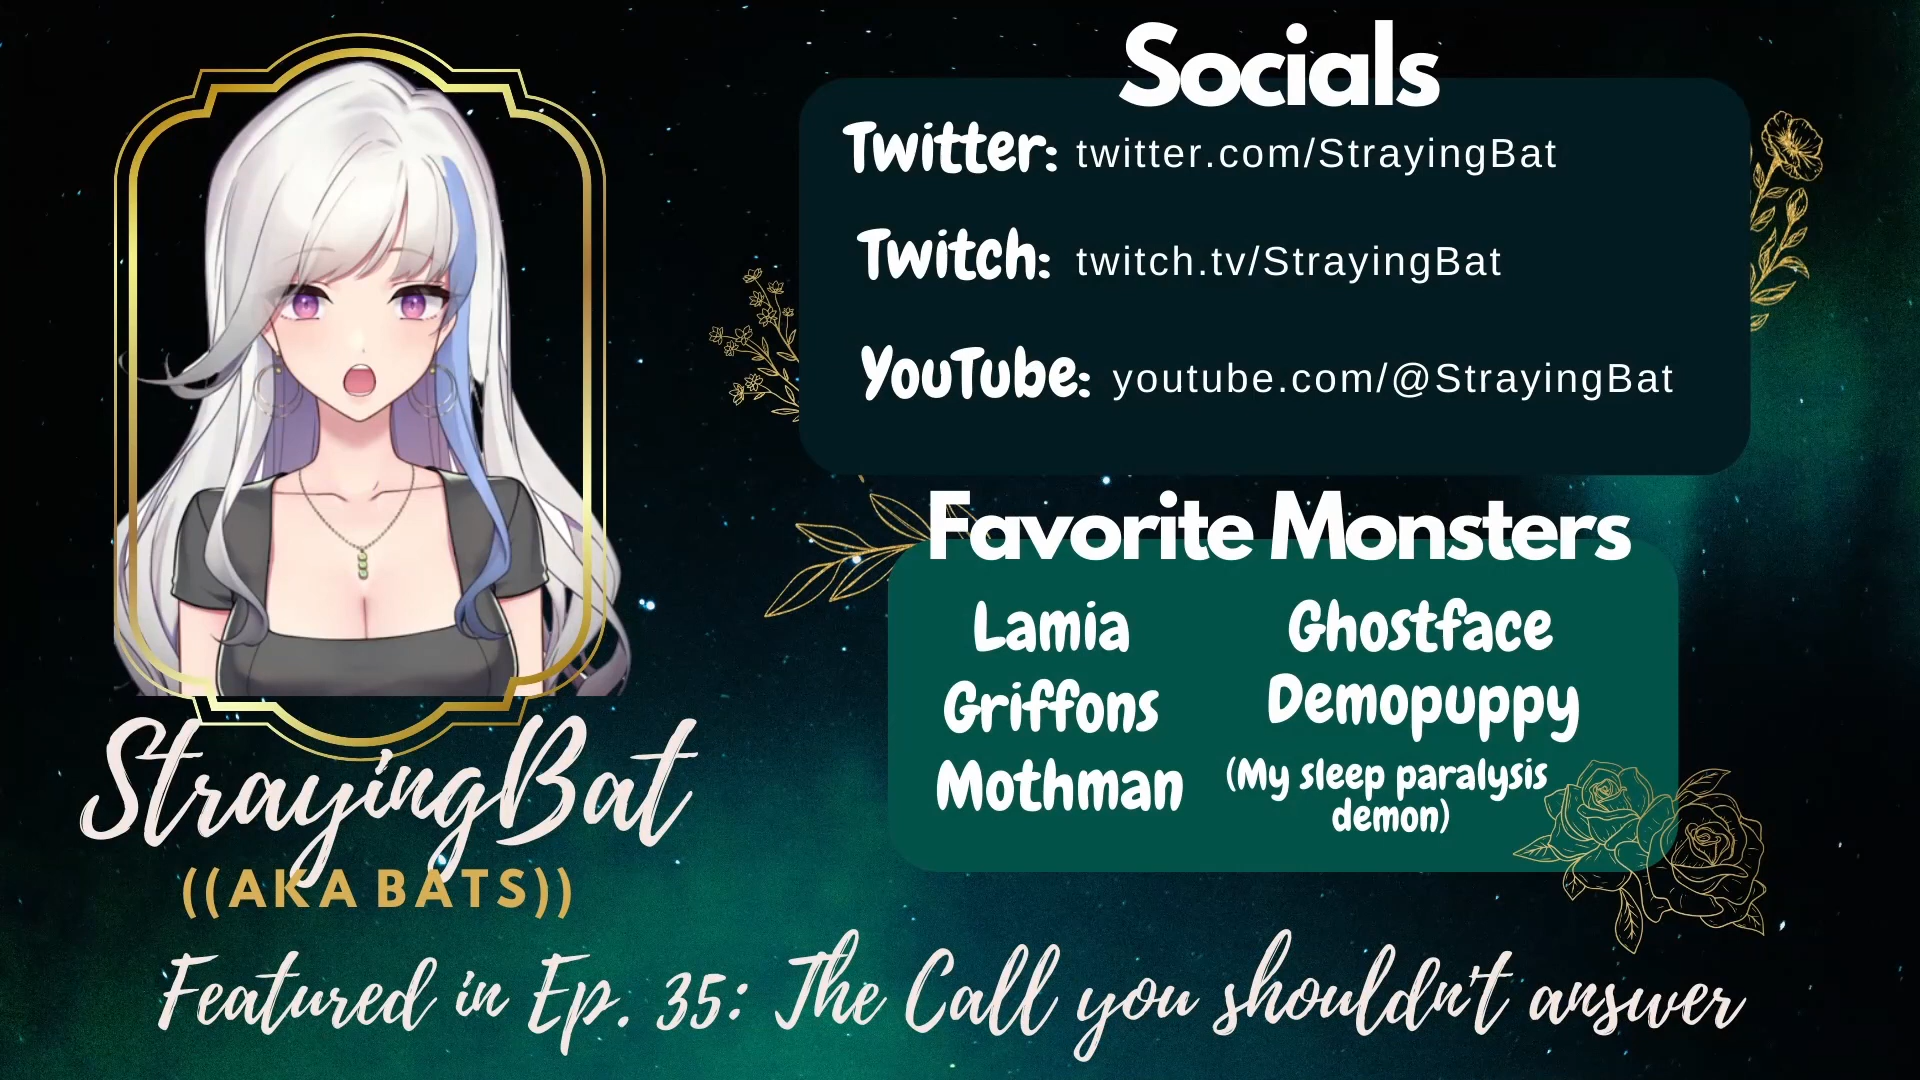 Socials
Twitter: twitter.com/StrayingBat
Twitch: twitch.tv/StrayingBat
YouTube: youtube.com/@StrayingBat
Favorite Monsters
Lamia
Griffons
Mothman
Ghostface
Demopuppy
(My sleep paralysis
demon)
StrayingBat
((AKA BATS))
Featured in Ep. 35: The Call you shouldn't answer